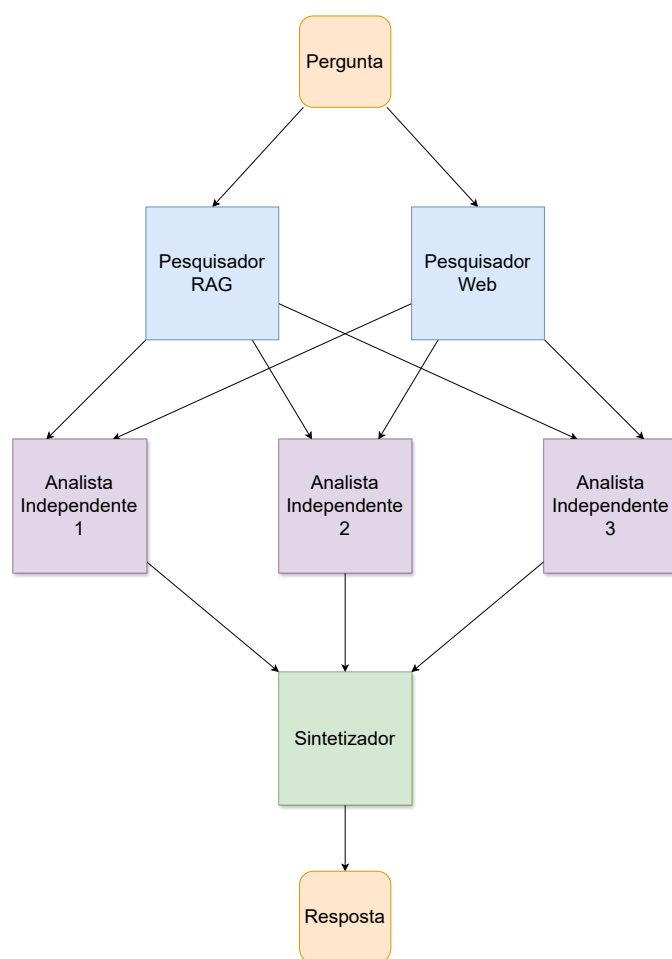 Pergunta
Pesquisador
RAG
Pesquisador
Web
Analista
Independente
1
Analista
Independente
2
Analista
Independente
3
Sintetizador
Resposta